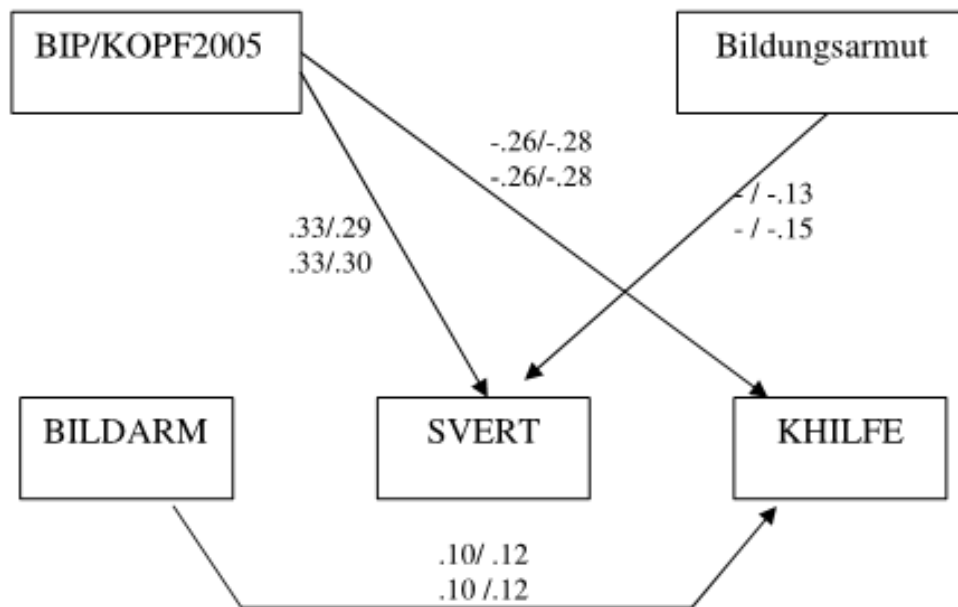 BIP/KOPF2005
Bildungsarmut
-.26/-.28
-.26/-.28
- / -.13
- / -.15
.33/.29
.33/.30
BILDARM
SVERT
KHILFE
.10/ .12
.10 /.12